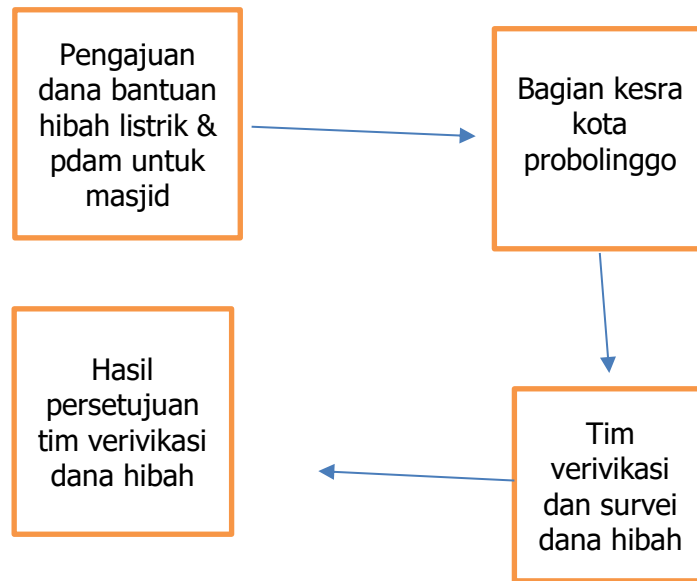 Pengajuan
dana bantuan
hibah listrik &
pdam untuk
masjid
Bagian kesra
kota
probolinggo
Tim
verivikasi
dan survei
dana hibah
Hasil
persetujuan
tim verivikasi
dana hibah